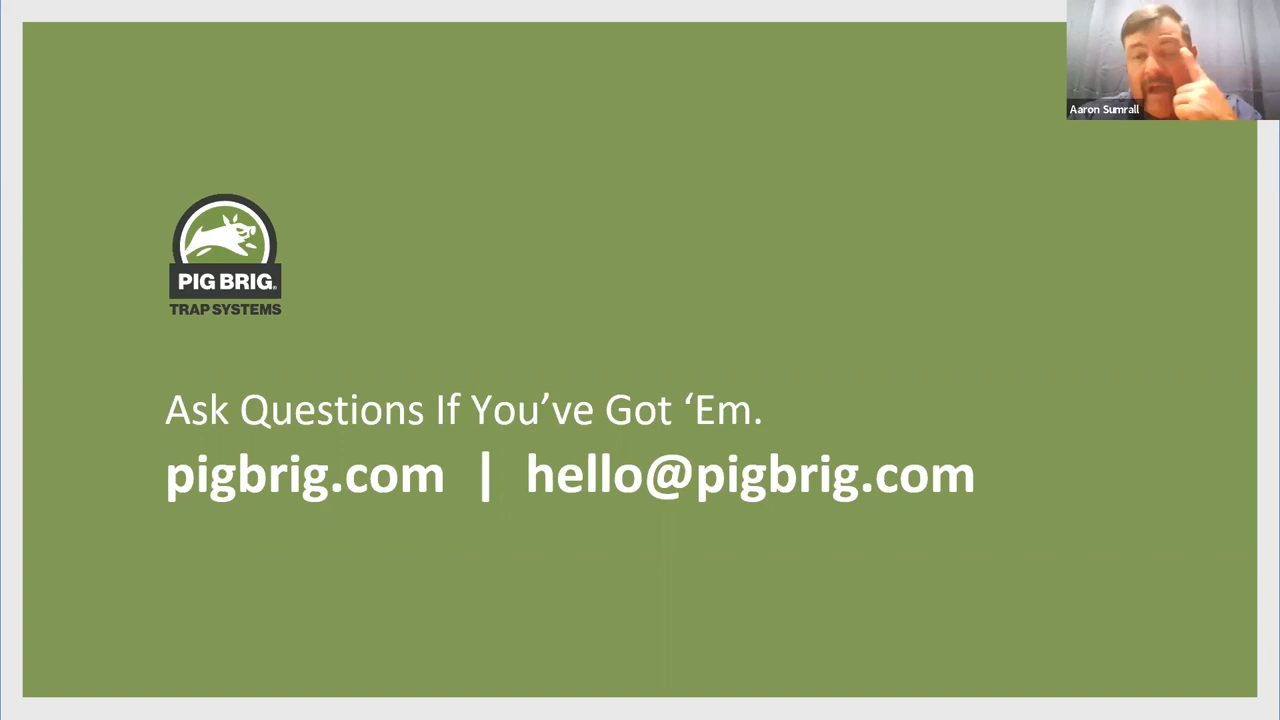 Aaron Sumrall
PIG BRIG®
TRAP SYSTEMS
Ask Questions If You’ve Got ‘Em.
pigbrig.com | hello@pigbrig.com